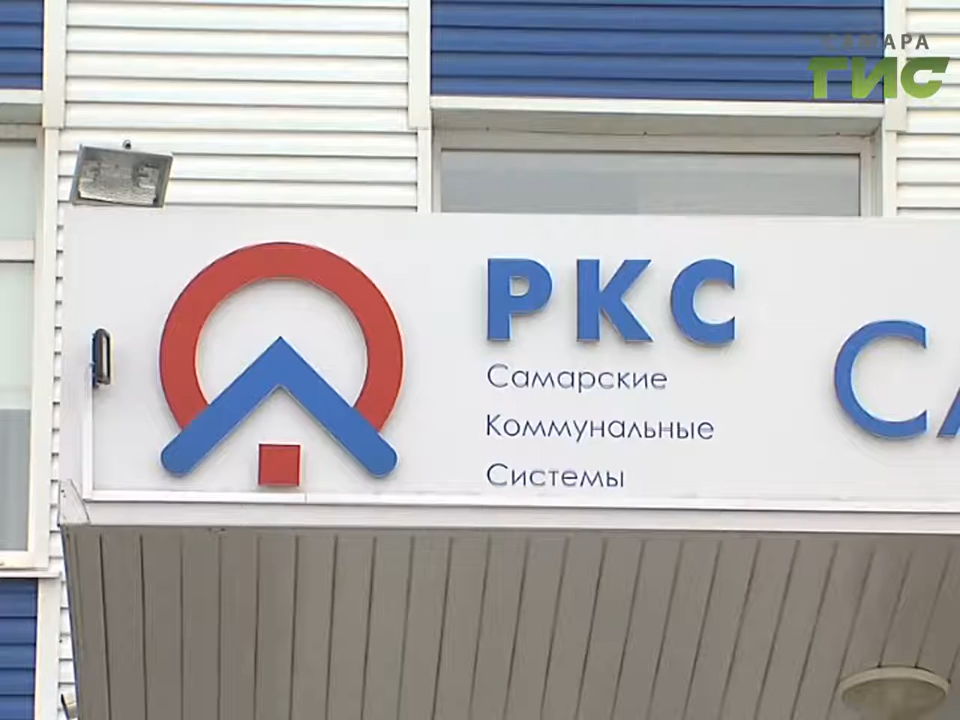 САМАРА
ГИС
РКС
Самарские
Коммунальные
Системы
СА